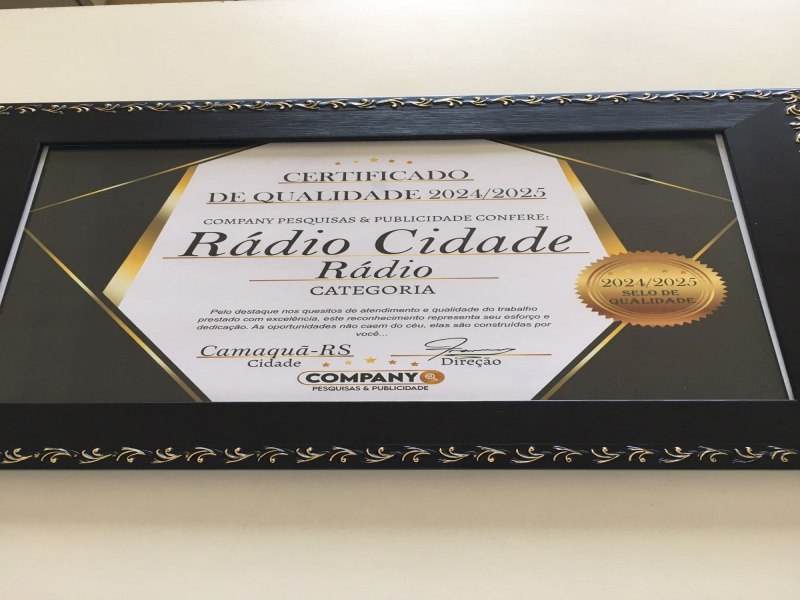 CERTIFICADO
DE QUALIDADE 2024/2025
COMPANY PESQUISAS & PUBLICIDADE CONFERE:
Rádio Cidade
Rádio
CATEGORIA
2024/2025
SELO DE
QUALIDADE
Pelo destaque nos quesitos de atendimento e qualidade do trabalho
prestado com excelência, este reconhecimento representa seu esforço e
dedicação. As oportunidades não caem do céu, elas são construídas por
você...
Camaquã-RS
Cidade
Direção
COMPANY
PESQUISAS & PUBLICIDADE